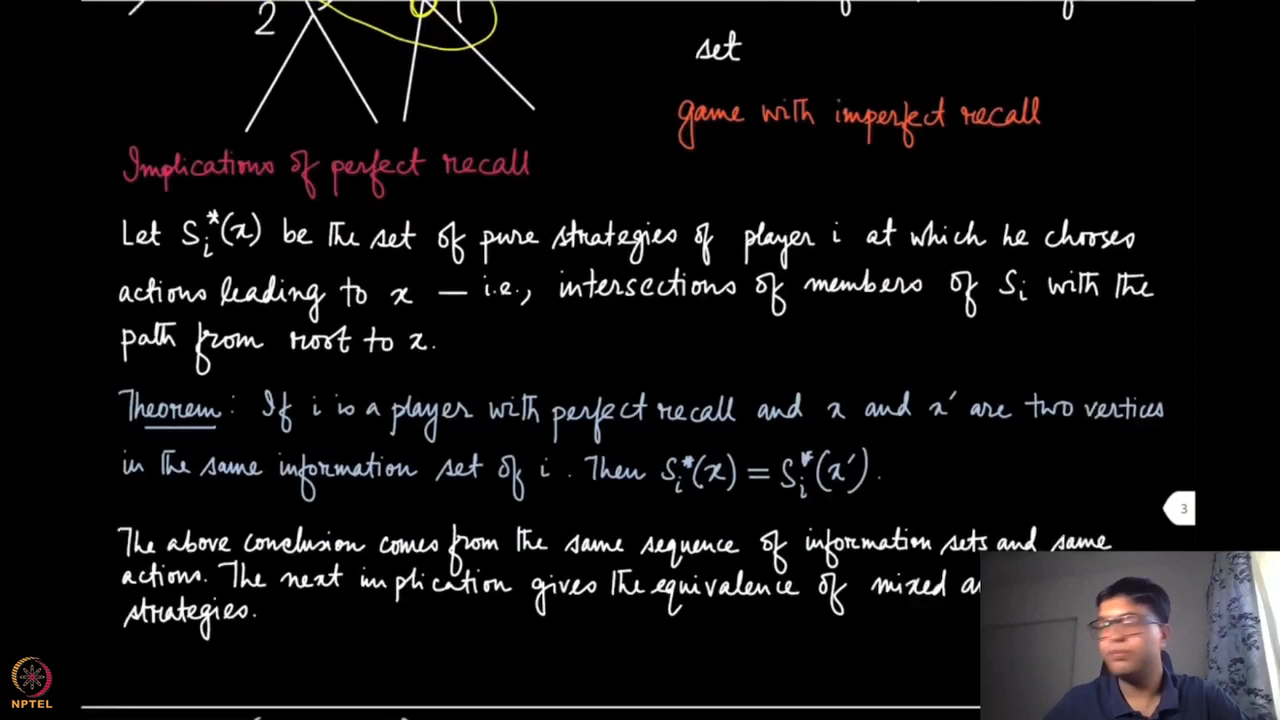 2
set
game with imperfect recall
Implications of perfect recall
Let Sᵢ*(x) be the set of pure strategies of player i at which he chooses
actions leading to x — i.e., intersections of members of Sᵢ with the
path from root to x.
Theorem: If i is a player with perfect recall and x and x' are two vertices
in the same information set of i. Then Sᵢ*(x) = Sᵢ*(x').
3
The above conclusion comes from the same sequence of information sets and same
actions. The next implication gives the equivalence of mixed
strategies.
NPTEL